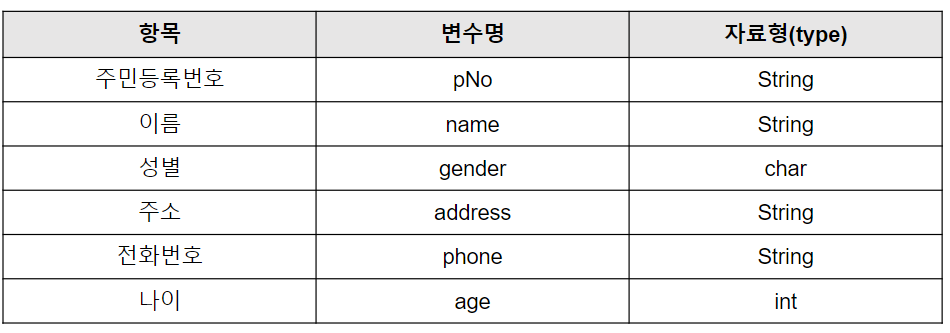 항목 변수명 자료형(type)
주민등록번호 pNo String
이름 name String
성별 gender char
주소 address String
전화번호 phone String
나이 age int